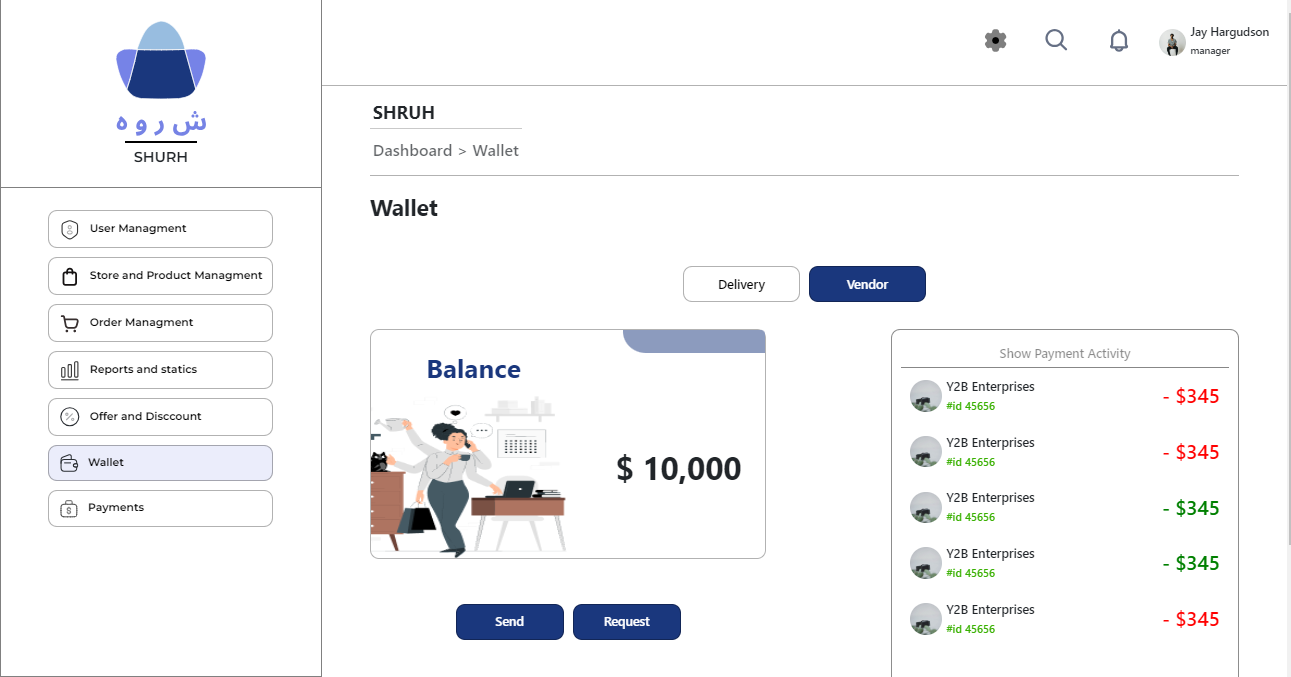 ش ر و ه
SHURH
User Managment
Store and Product Managment
Order Managment
Reports and statics
Offer and Disccount
Wallet
Payments
Jay Hargudson
manager
SHRUH
Dashboard > Wallet
Wallet
Delivery
Vendor
Balance
$ 10,000
Send
Request
Show Payment Activity
Y2B Enterprises
- $345
#id 45656
Y2B Enterprises
- $345
#id 45656
Y2B Enterprises
- $345
#id 45656
Y2B Enterprises
- $345
#id 45656
Y2B Enterprises
- $345
#id 45656